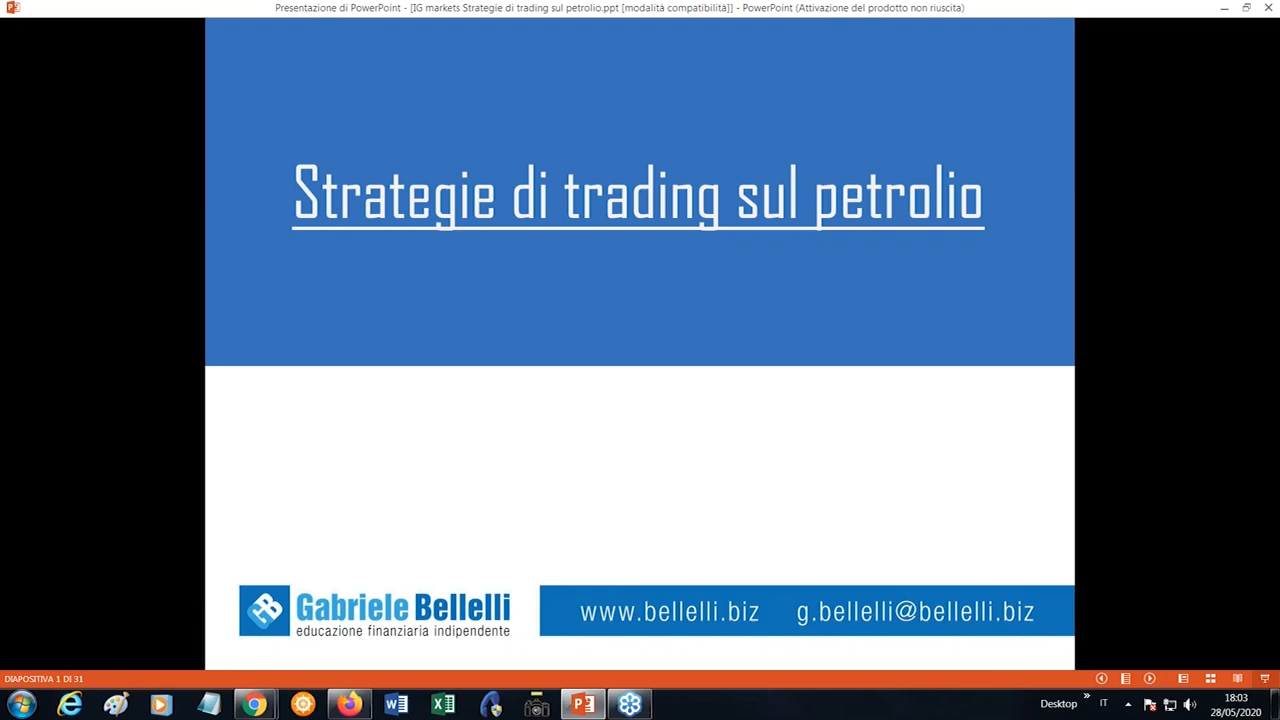 Presentazione di PowerPoint - [IG markets Strategie di trading sul petrolio.ppt [modalità compatibilità]] - PowerPoint (Attivazione del prodotto non riuscita)
Strategie di trading sul petrolio
Gabriele Bellelli
educazione finanziaria indipendente
www.bellelli.biz g.bellelli@bellelli.biz
DIAPOSITIVA 1 DI 31
Desktop
IT
18:03
28/05/2020